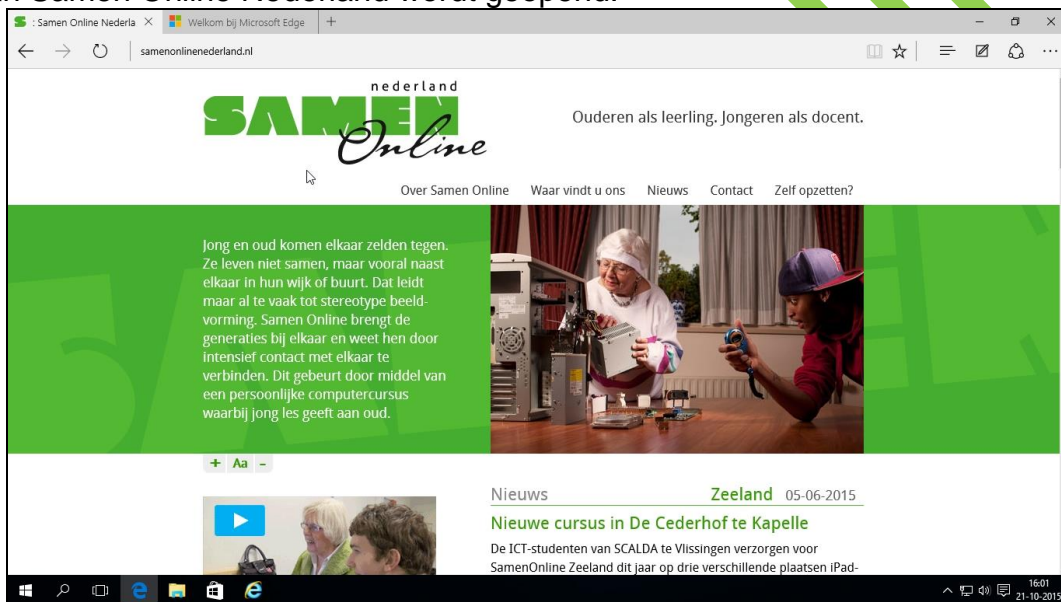 Samen Online Nederland wordt geopend.
: Samen Online Nederla
Welkom bij Microsoft Edge
samenonlinenederland.nl
nederland
SAMEN
Online
Ouderen als leerling. Jongeren als docent.
Over Samen Online Waar vindt u ons Nieuws Contact Zelf opzetten?
Jong en oud komen elkaar zelden tegen.
Ze leven niet samen, maar vooral naast
elkaar in hun wijk of buurt. Dat leidt
maar al te vaak tot stereotype beeld-
vorming. Samen Online brengt de
generaties bij elkaar en weet hen door
intensief contact met elkaar te
verbinden. Dit gebeurt door middel van
een persoonlijke computercursus
waarbij jong les geeft aan oud.
+ Aa -
Nieuws Zeeland 05-06-2015
Nieuwe cursus in De Cederhof te Kapelle
De ICT-studenten van SCALDA te Vlissingen verzorgen voor
SamenOnline Zeeland dit jaar op drie verschillende plaatsen iPad-
16:01
21-10-2015